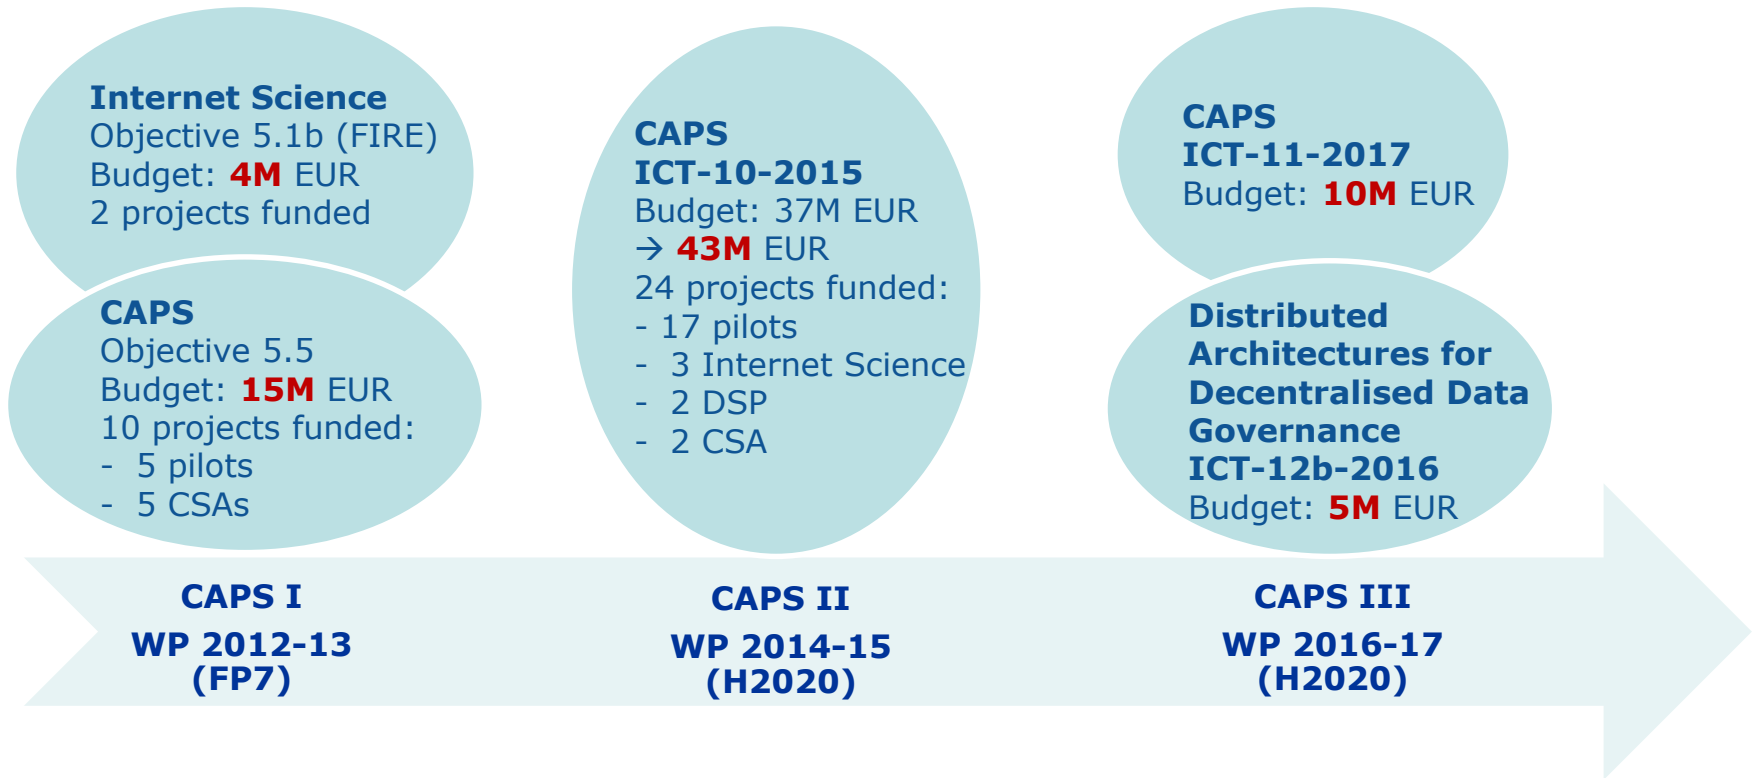 Internet Science
Objective 5.1b (FIRE)
Budget: 4M EUR
2 projects funded
CAPS
Objective 5.5
Budget: 15M EUR
10 projects funded:
- 5 pilots
- 5 CSAs
CAPS
ICT-10-2015
Budget: 37M EUR
→ 43M EUR
24 projects funded:
- 17 pilots
- 3 Internet Science
- 2 DSP
- 2 CSA
CAPS
ICT-11-2017
Budget: 10M EUR
Distributed
Architectures for
Decentralised Data
Governance
ICT-12b-2016
Budget: 5M EUR
CAPS I
WP 2012-13
(FP7)
CAPS II
WP 2014-15
(H2020)
CAPS III
WP 2016-17
(H2020)